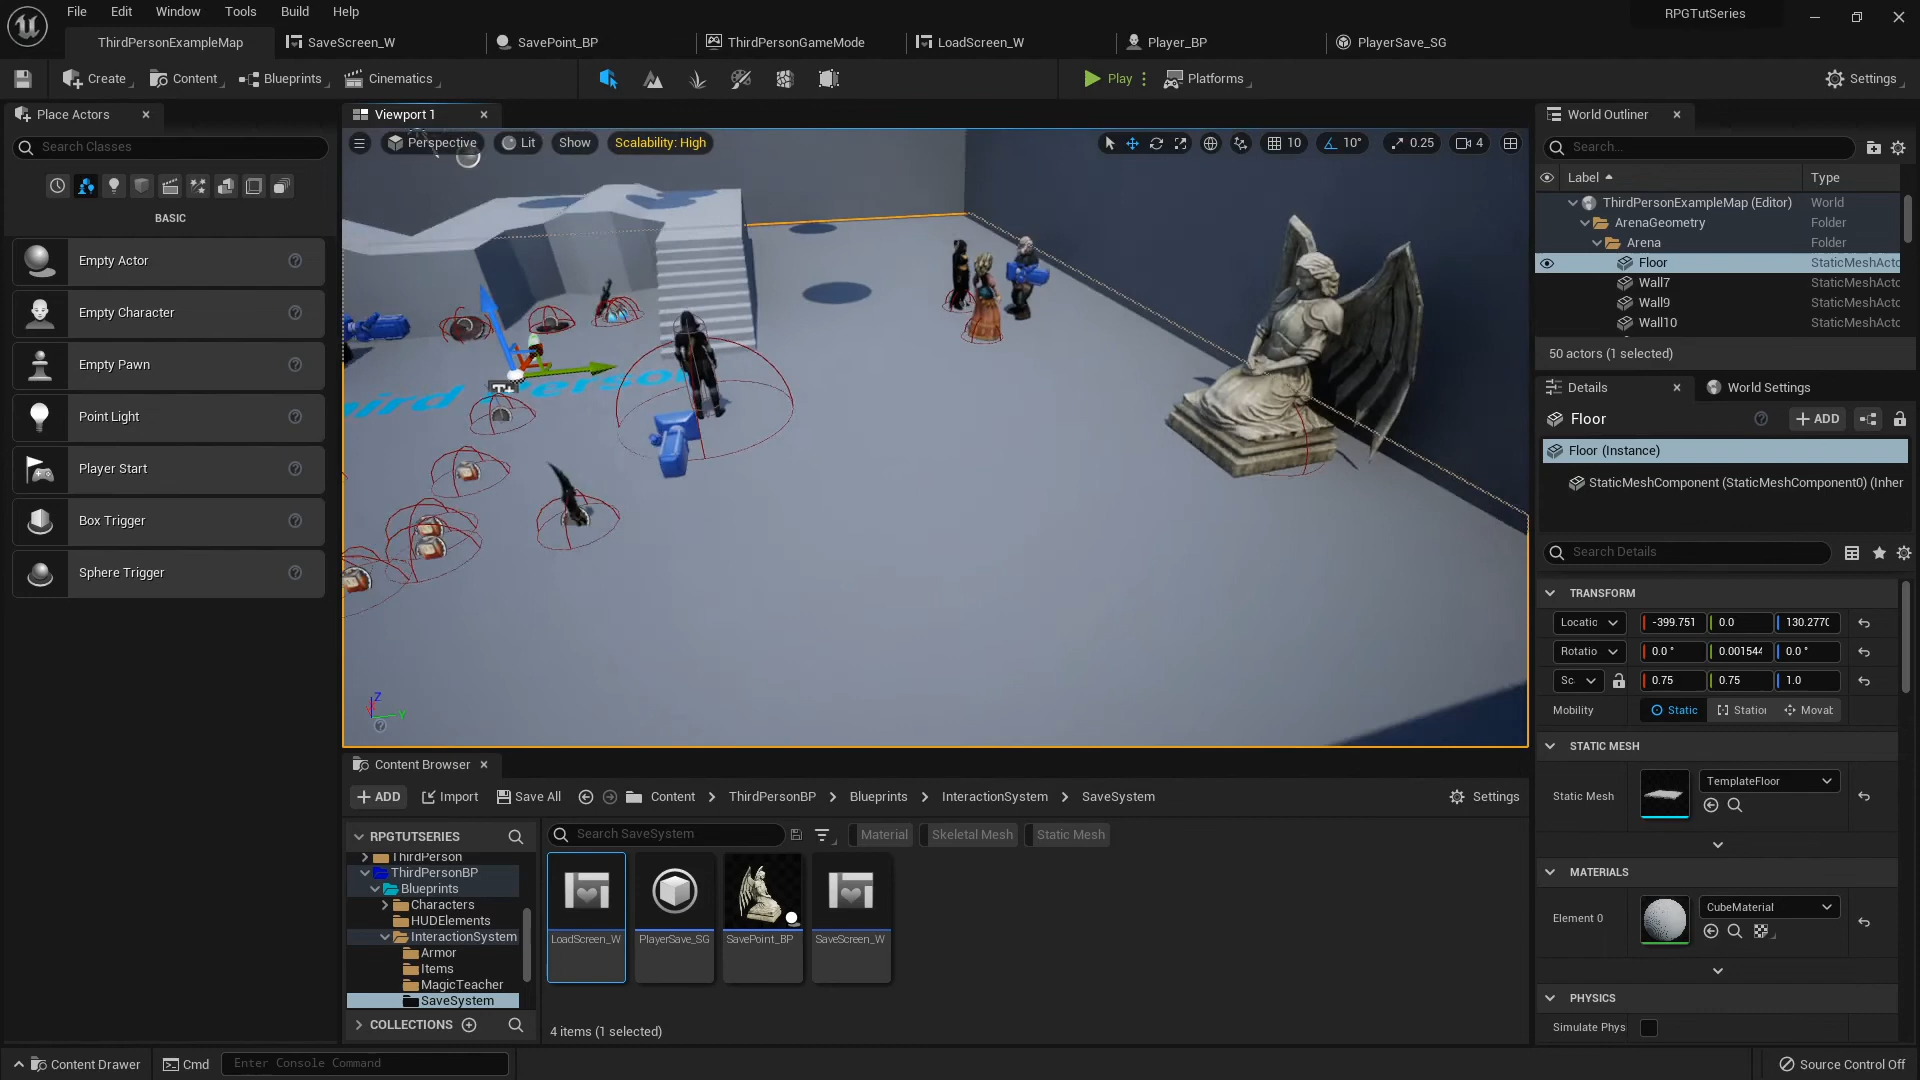 File Edit Window Tools Build Help
RPGTutSeries
ThirdPersonExampleMap SaveScreen_W SavePoint_BP ThirdPersonGameMode LoadScreen_W Player_BP PlayerSave_SG
Create Content Blueprints Cinematics Play Platforms Settings
Place Actors
Search Classes
BASIC
Empty Actor
Empty Character
Empty Pawn
Point Light
Player Start
Box Trigger
Sphere Trigger
Viewport 1
Perspective Lit Show Scalability: High 10 10° 0.25 4
Third Person
Z
Y
World Outliner
Search...
Label Type
ThirdPersonExampleMap (Editor) World
ArenaGeometry Folder
Arena Folder
Floor StaticMeshActo
Wall7 StaticMeshActo
Wall9 StaticMeshActo
Wall10 StaticMeshActo
50 actors (1 selected)
Details World Settings
Floor ADD
Floor (Instance)
StaticMeshComponent (StaticMeshComponent0) (Inher
Search Details
TRANSFORM
Locatic -399.751 0.0
Rotatio 0.0 ° 0.001544 0.0 °
Sc 0.75 0.75 1.0
Mobility Static Station Movab
STATIC MESH
Static Mesh TemplateFloor
MATERIALS
Element 0 CubeMaterial
PHYSICS
Simulate Phys
Content Browser
ADD Import Save All Content ThirdPersonBP Blueprints InteractionSystem SaveSystem Settings
RPGTUTSERIES
Search SaveSystem Material Skeletal Mesh Static Mesh
ThirdPerson
ThirdPersonBP
Blueprints
Characters
HUDElements
InteractionSystem
Armor
Items
MagicTeacher
SaveSystem
COLLECTIONS
LoadScreen_W PlayerSave_SG SavePoint_BP SaveScreen_W
4 items (1 selected)
Content Drawer Cmd Enter Console Command Source Control Off